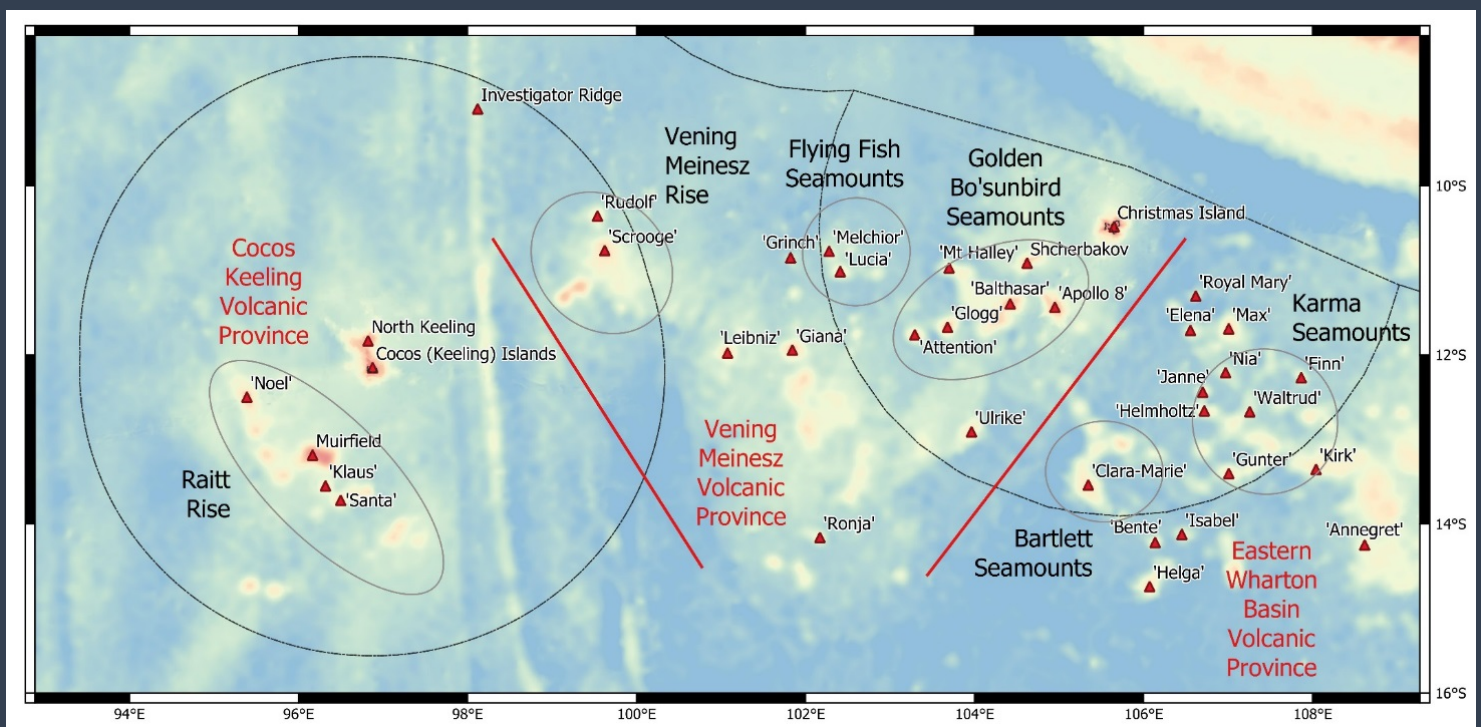 Investigator Ridge
Vening
Meinesz
Rise
Flying Fish
Seamounts
Golden
Bo'sunbird
Seamounts
'Rudolf'
'Scrooge'
'Grinch'
'Melchior'
'Lucia'
'Mt Halley'
Shcherbakov
Christmas Island
'Balthasar'
'Apollo 8'
'Glogg'
'Attention'
'Royal Mary'
'Elena'
'Max'
Karma
Seamounts
Cocos
Keeling
Volcanic
Province
North Keeling
Cocos (Keeling) Islands
'Leibniz'
'Giana'
'Nia'
'Finn'
'Janne'
'Waltrud'
'Helmholtz'
'Noel'
Muirfield
'Klaus'
'Santa'
Raitt
Rise
Vening
Meinesz
Volcanic
Province
'Ulrike'
'Clara-Marie'
'Gunter'
'Kirk'
'Ronja'
Bartlett
Seamounts
'Bente'
'Isabel'
'Helga'
'Annegret'
Eastern
Wharton
Basin
Volcanic
Province
10°S
12°S
14°S
16°S
94°E
96°E
98°E
100°E
102°E
104°E
106°E
108°E